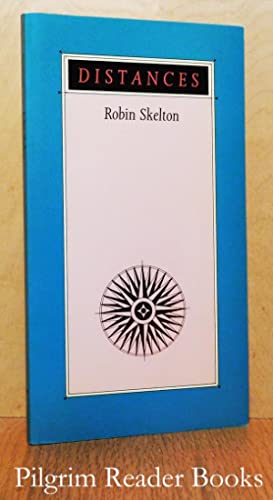 DISTANCES
Robin Skelton
Pilgrim Reader Books